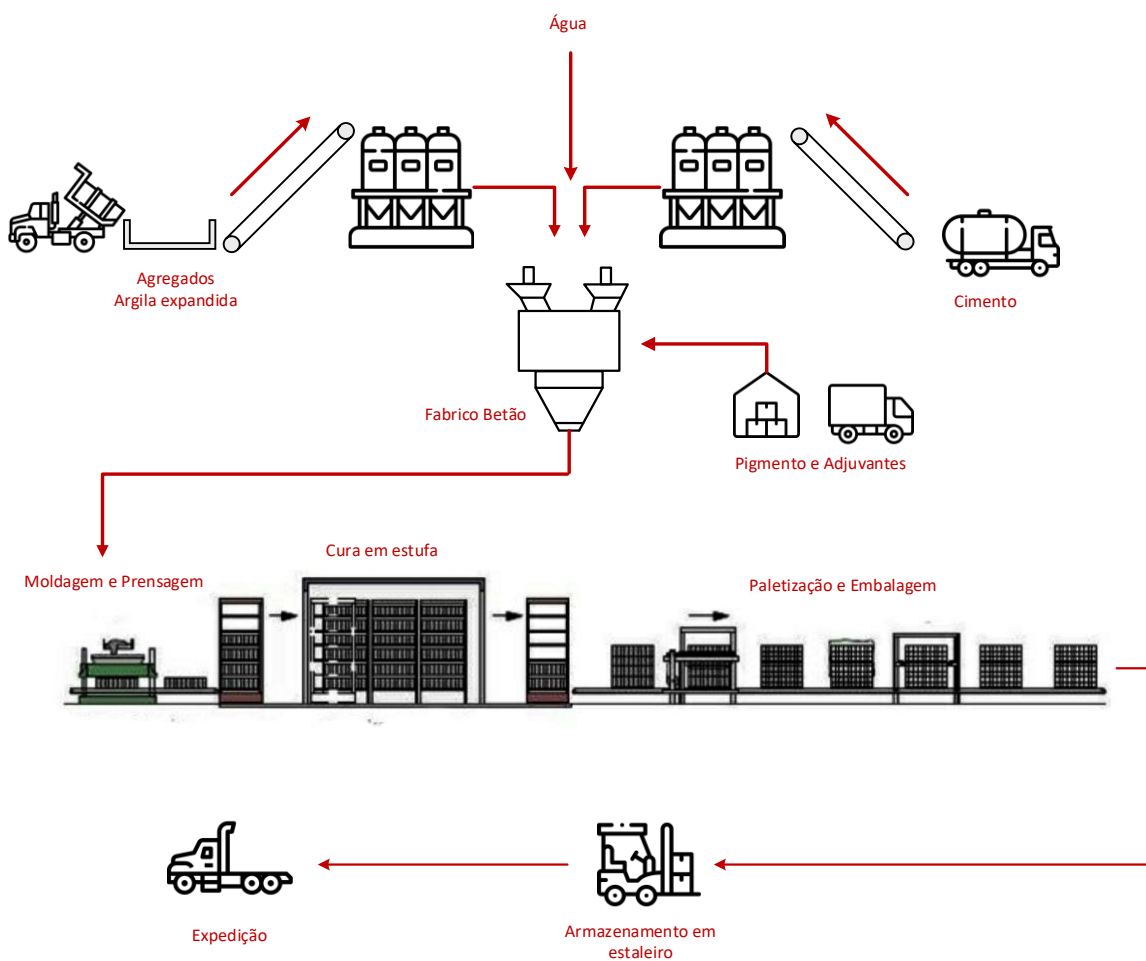 Água
Agregados
Argila expandida
Cimento
Fabrico Betão
Pigmento e Adjuvantes
Cura em estufa
Moldagem e Prensagem
Paletização e Embalagem
Expedição
Armazenamento em
estaleiro